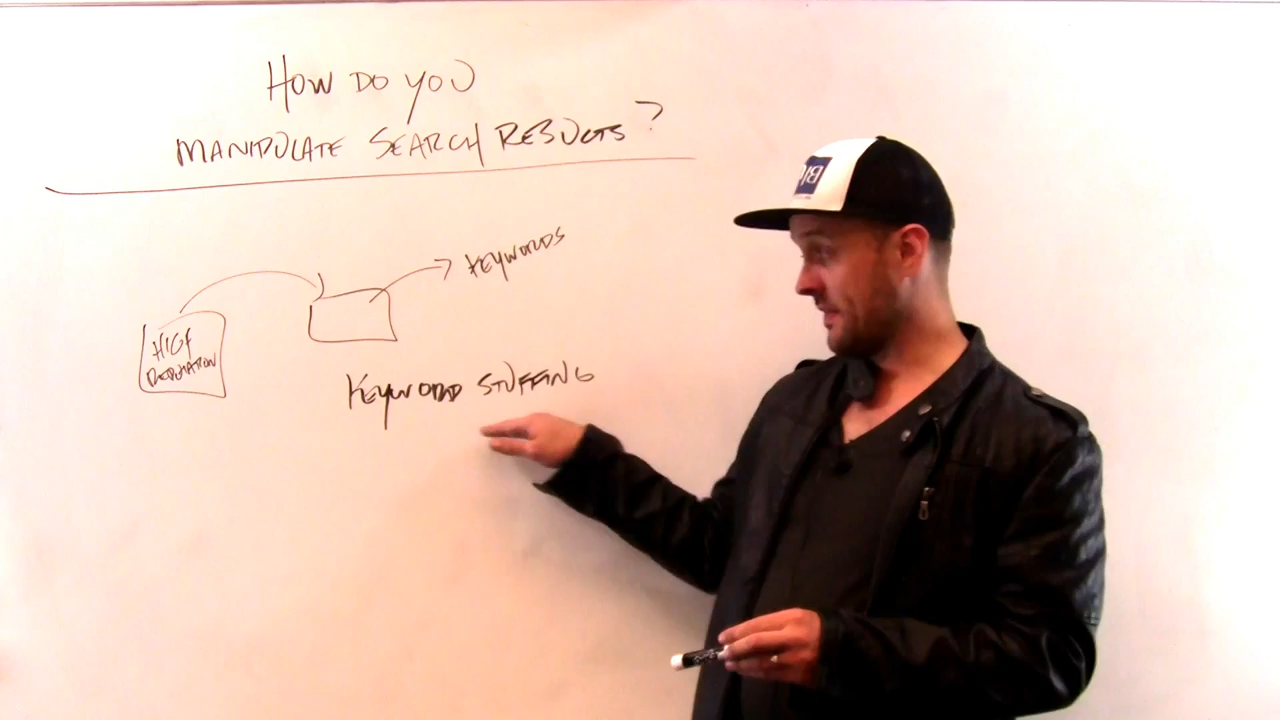 HOW DO YOU
MANIPULATE SEARCH RESULTS?
KEYWORDS
HIGH
REPUTATION
KEYWORD STUFFING